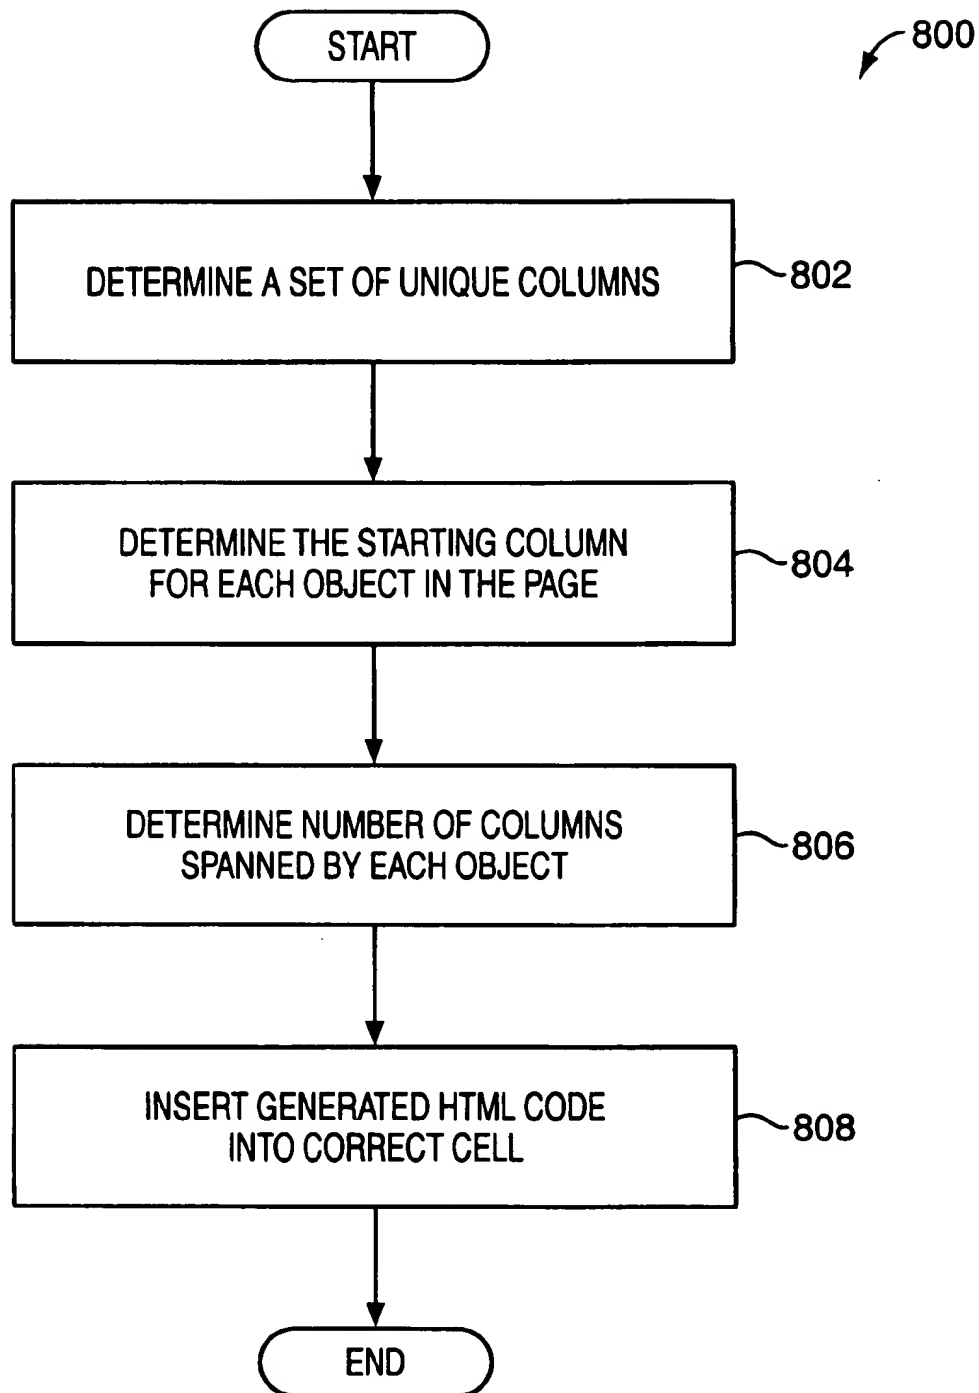 START
800
DETERMINE A SET OF UNIQUE COLUMNS
802
DETERMINE THE STARTING COLUMN
FOR EACH OBJECT IN THE PAGE
804
DETERMINE NUMBER OF COLUMNS
SPANNED BY EACH OBJECT
806
INSERT GENERATED HTML CODE
INTO CORRECT CELL
808
END